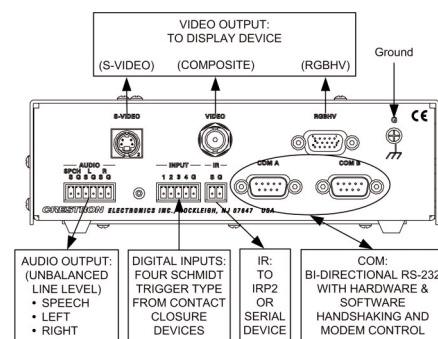 VIDEO OUTPUT:
TO DISPLAY DEVICE
(S-VIDEO) (COMPOSITE) (RGBHV)
Ground
S-VIDEO VIDEO RGBHV G
AUDIO INPUT IR COM A COM B
SPCH L R
S G S G S G 1 2 3 4 G S G
CRESTRON ELECTRONICS INC. ROCKLEIGH, NJ 07647 USA
AUDIO OUTPUT:
(UNBALANCED
LINE LEVEL)
• SPEECH
• LEFT
• RIGHT
DIGITAL INPUTS:
FOUR SCHMIDT
TRIGGER TYPE
FROM CONTACT
CLOSURE
DEVICES
IR:
TO
IRP2
OR
SERIAL
DEVICE
COM:
BI-DIRECTIONAL RS-232
WITH HARDWARE &
SOFTWARE
HANDSHAKING AND
MODEM CONTROL